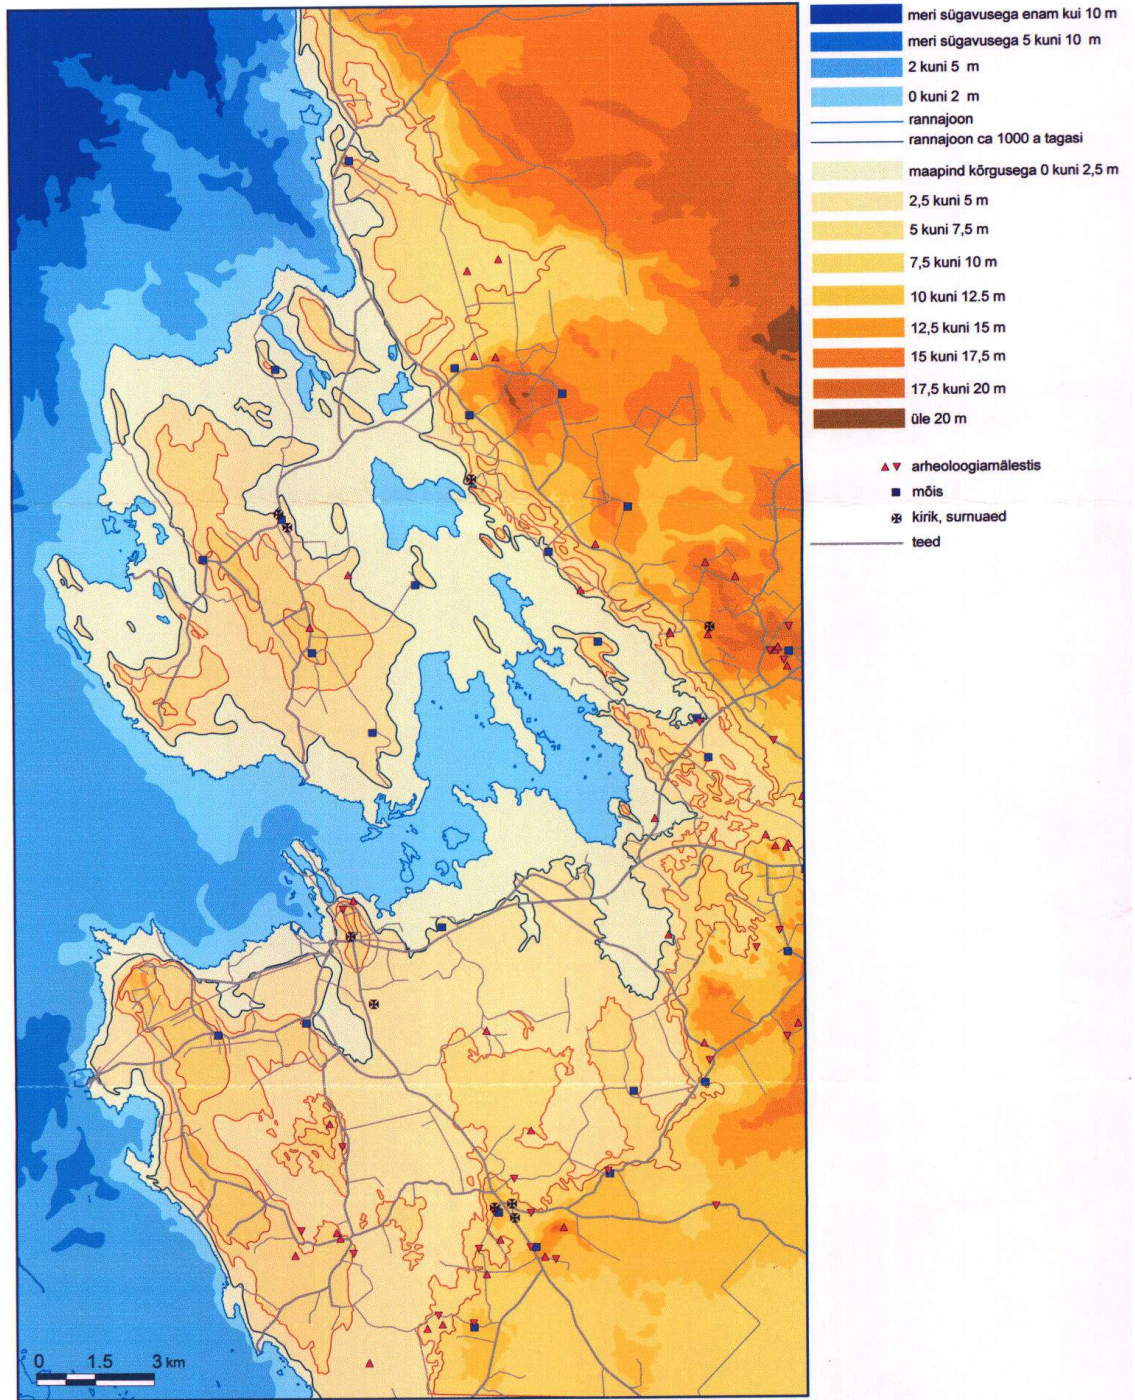 meri sügavusega enam kui 10 m
meri sügavusega 5 kuni 10 m
2 kuni 5 m
0 kuni 2 m
rannajoon
rannajoon ca 1000 a tagasi
maapind kõrgusega 0 kuni 2,5 m
2,5 kuni 5 m
5 kuni 7,5 m
7,5 kuni 10 m
10 kuni 12.5 m
12,5 kuni 15 m
15 kuni 17,5 m
17,5 kuni 20 m
üle 20 m
arheoloogiamälestis
mõis
kirik, surnuaed
teed
0 1.5 3 km